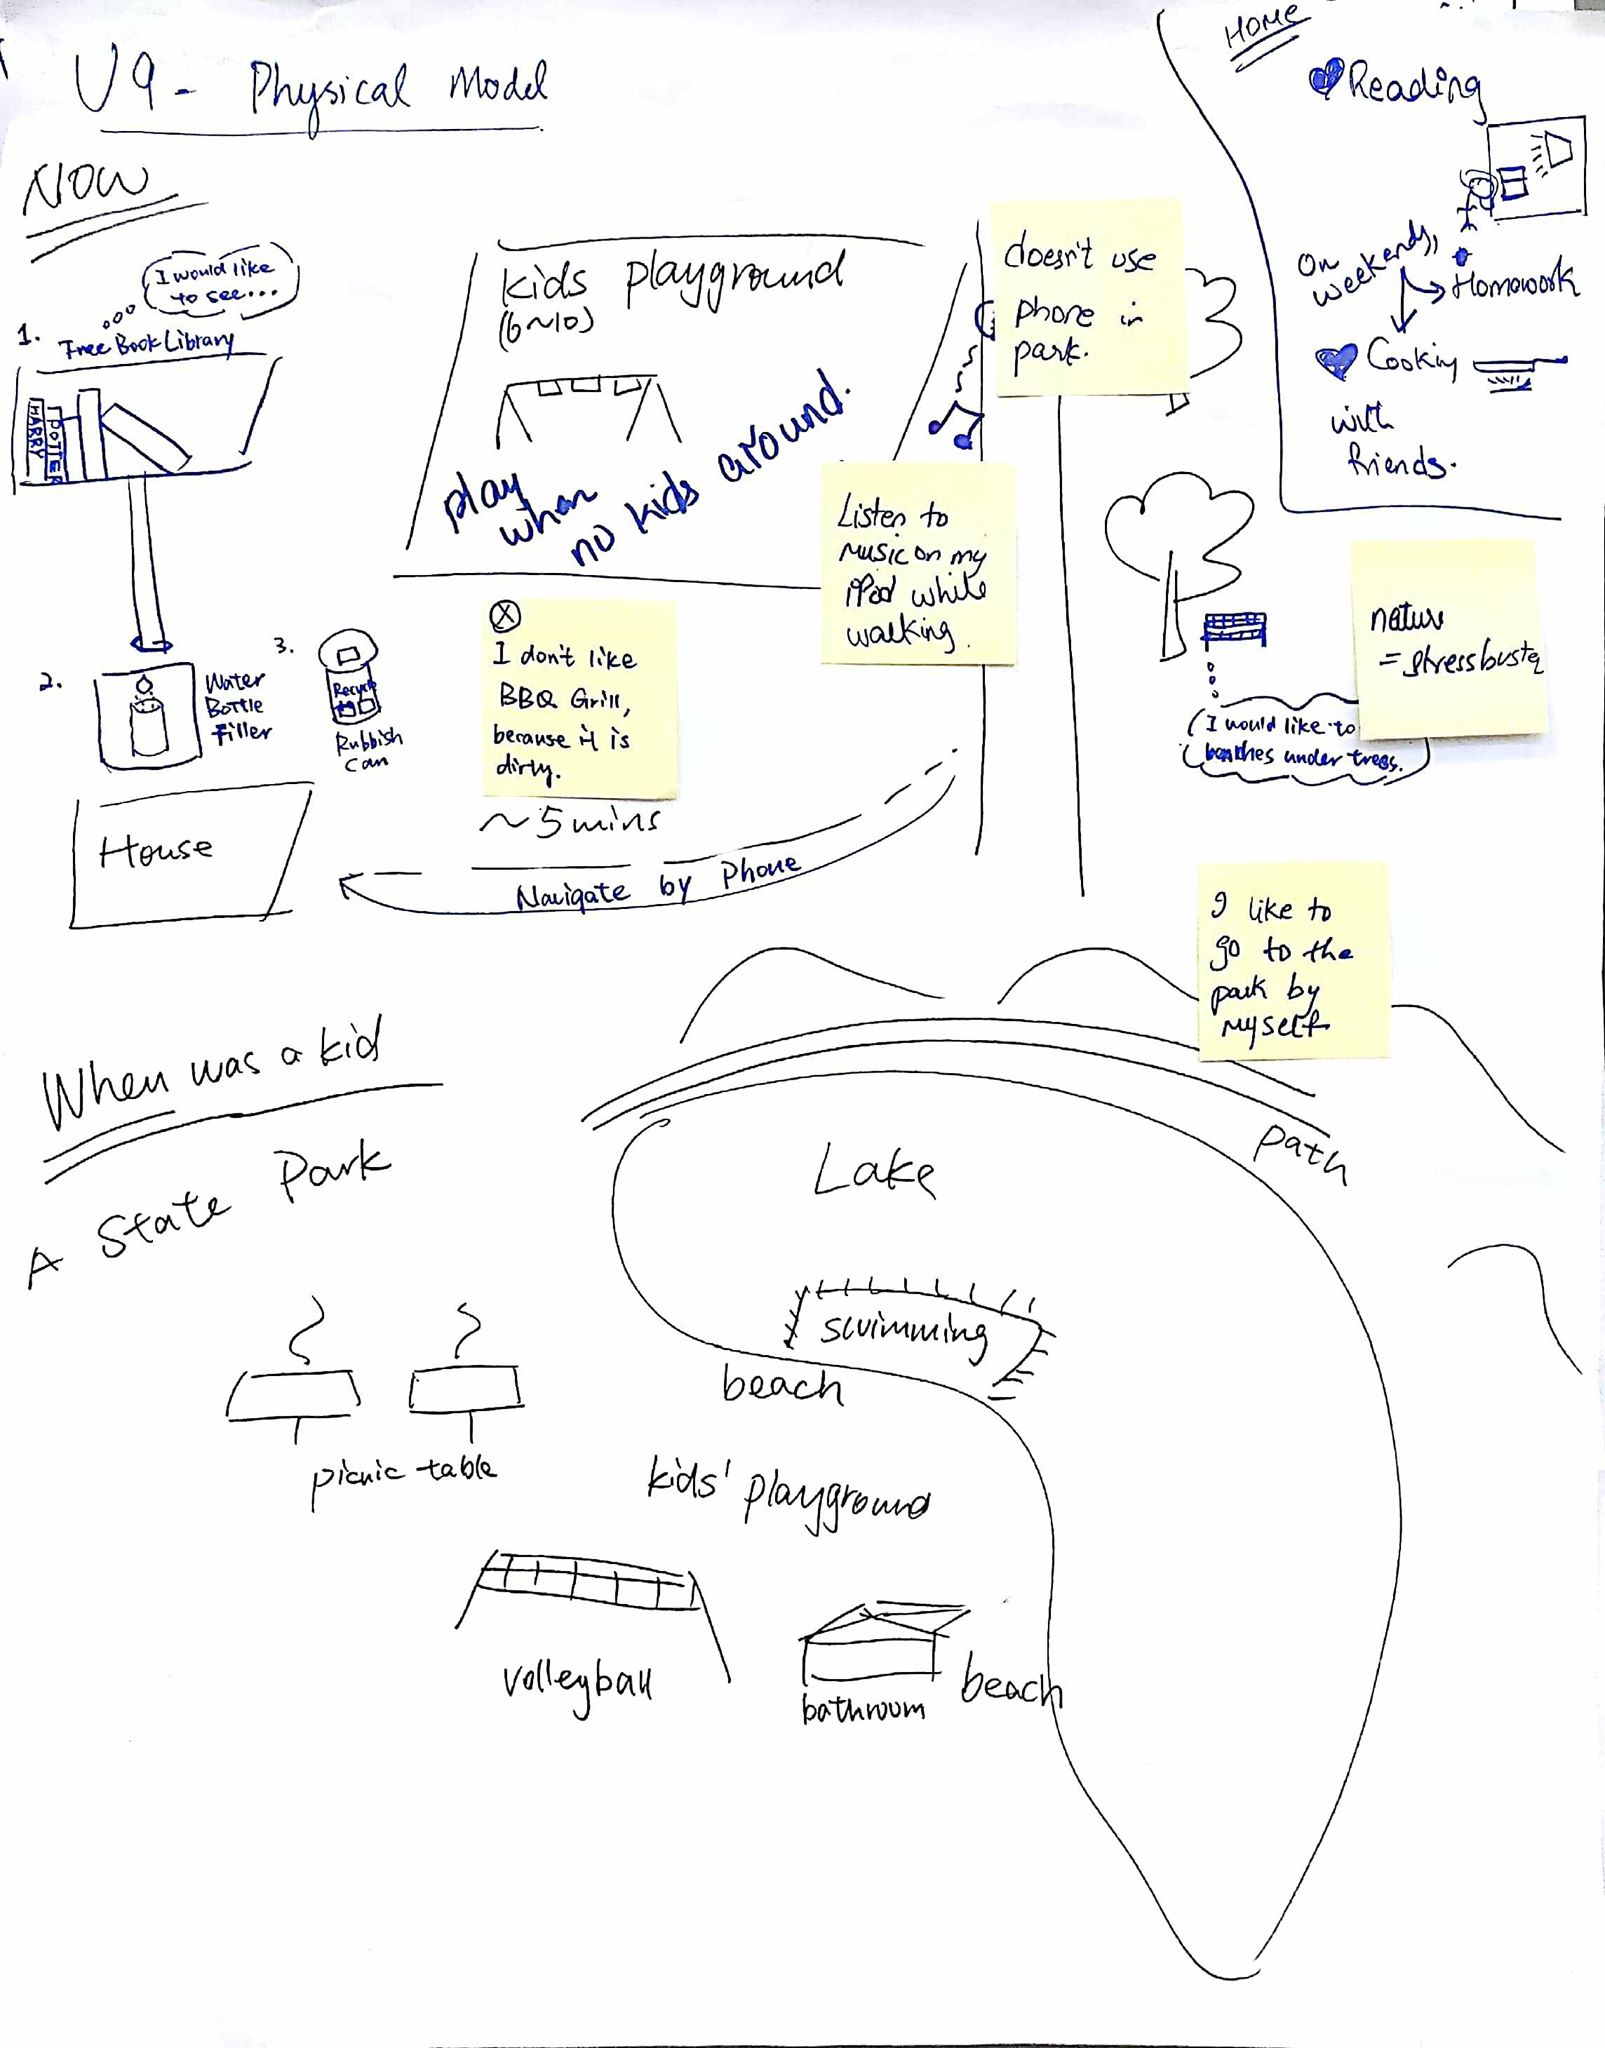 U9 - Physical Model
NOW
I would like
to see...
1.
Free Book Library
HARRY
POTTER
2.
Water
Bottle
Filler
3.
Recycle
Rubbish
can
House
kids playground
(6~10)
play
when
no kids around.
I don't like
BBQ Grill,
because it is
dirty.
~5mins
Navigate by Phone
doesn't use
phone in
park.
Listen to
music on my
iPod while
walking.
HOME
Reading
On
weekends,
Homework
Cooking
with
friends.
nature
= stressbuster
I would like to
benches under trees.
I like to
go to the
park by
myself
When was a kid
A State Park
Path
Lake
swimming
beach
picnic table
kids' playground
volleyball
bathroom
beach